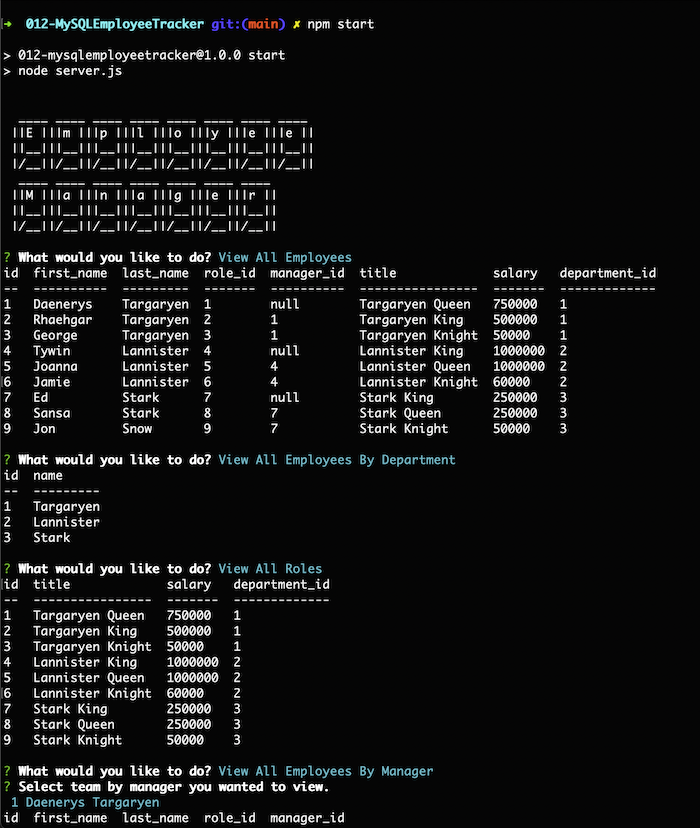 ➜  012-MySQLEmployeeTracker git:(main) ✗ npm start
> 012-mysqlemployeetracker@1.0.0 start
> node server.js
 ____ ____ ____ ____ ____ ____ ____ ____
||E |||m |||p |||l |||o |||y |||e |||e ||
||__|||__|||__|||__|||__|||__|||__|||__||
|/__\|/__\|/__\|/__\|/__\|/__\|/__\|/__\|
 ____ ____ ____ ____ ____ ____ ____
||M |||a |||n |||a |||g |||e |||r ||
||__|||__|||__|||__|||__|||__|||__||
|/__\|/__\|/__\|/__\|/__\|/__\|/__\|
? What would you like to do? View All Employees
id  first_name  last_name  role_id  manager_id  title             salary   department_id
--  ----------  ---------  -------  ----------  ----------------  -------  -------------
1   Daenerys    Targaryen  1        null        Targaryen Queen   750000   1
2   Rhaehgar    Targaryen  2        1           Targaryen King    500000   1
3   George      Targaryen  3        1           Targaryen Knight  50000    1
4   Tywin       Lannister  4        null        Lannister King    1000000  2
5   Joanna      Lannister  5        4           Lannister Queen   1000000  2
6   Jamie       Lannister  6        4           Lannister Knight  60000    2
7   Ed          Stark      7        null        Stark King        250000   3
8   Sansa       Stark      8        7           Stark Queen       250000   3
9   Jon         Snow       9        7           Stark Knight      50000    3
? What would you like to do? View All Employees By Department
id  name
--  ---------
1   Targaryen
2   Lannister
3   Stark
? What would you like to do? View All Roles
id  title             salary   department_id
--  ----------------  -------  -------------
1   Targaryen Queen   750000   1
2   Targaryen King    500000   1
3   Targaryen Knight  50000    1
4   Lannister King    1000000  2
5   Lannister Queen   1000000  2
6   Lannister Knight  60000    2
7   Stark King        250000   3
8   Stark Queen       250000   3
9   Stark Knight      50000    3
? What would you like to do? View All Employees By Manager
? Select team by manager you wanted to view.
 1 Daenerys Targaryen
id  first_name  last_name  role_id  manager_id